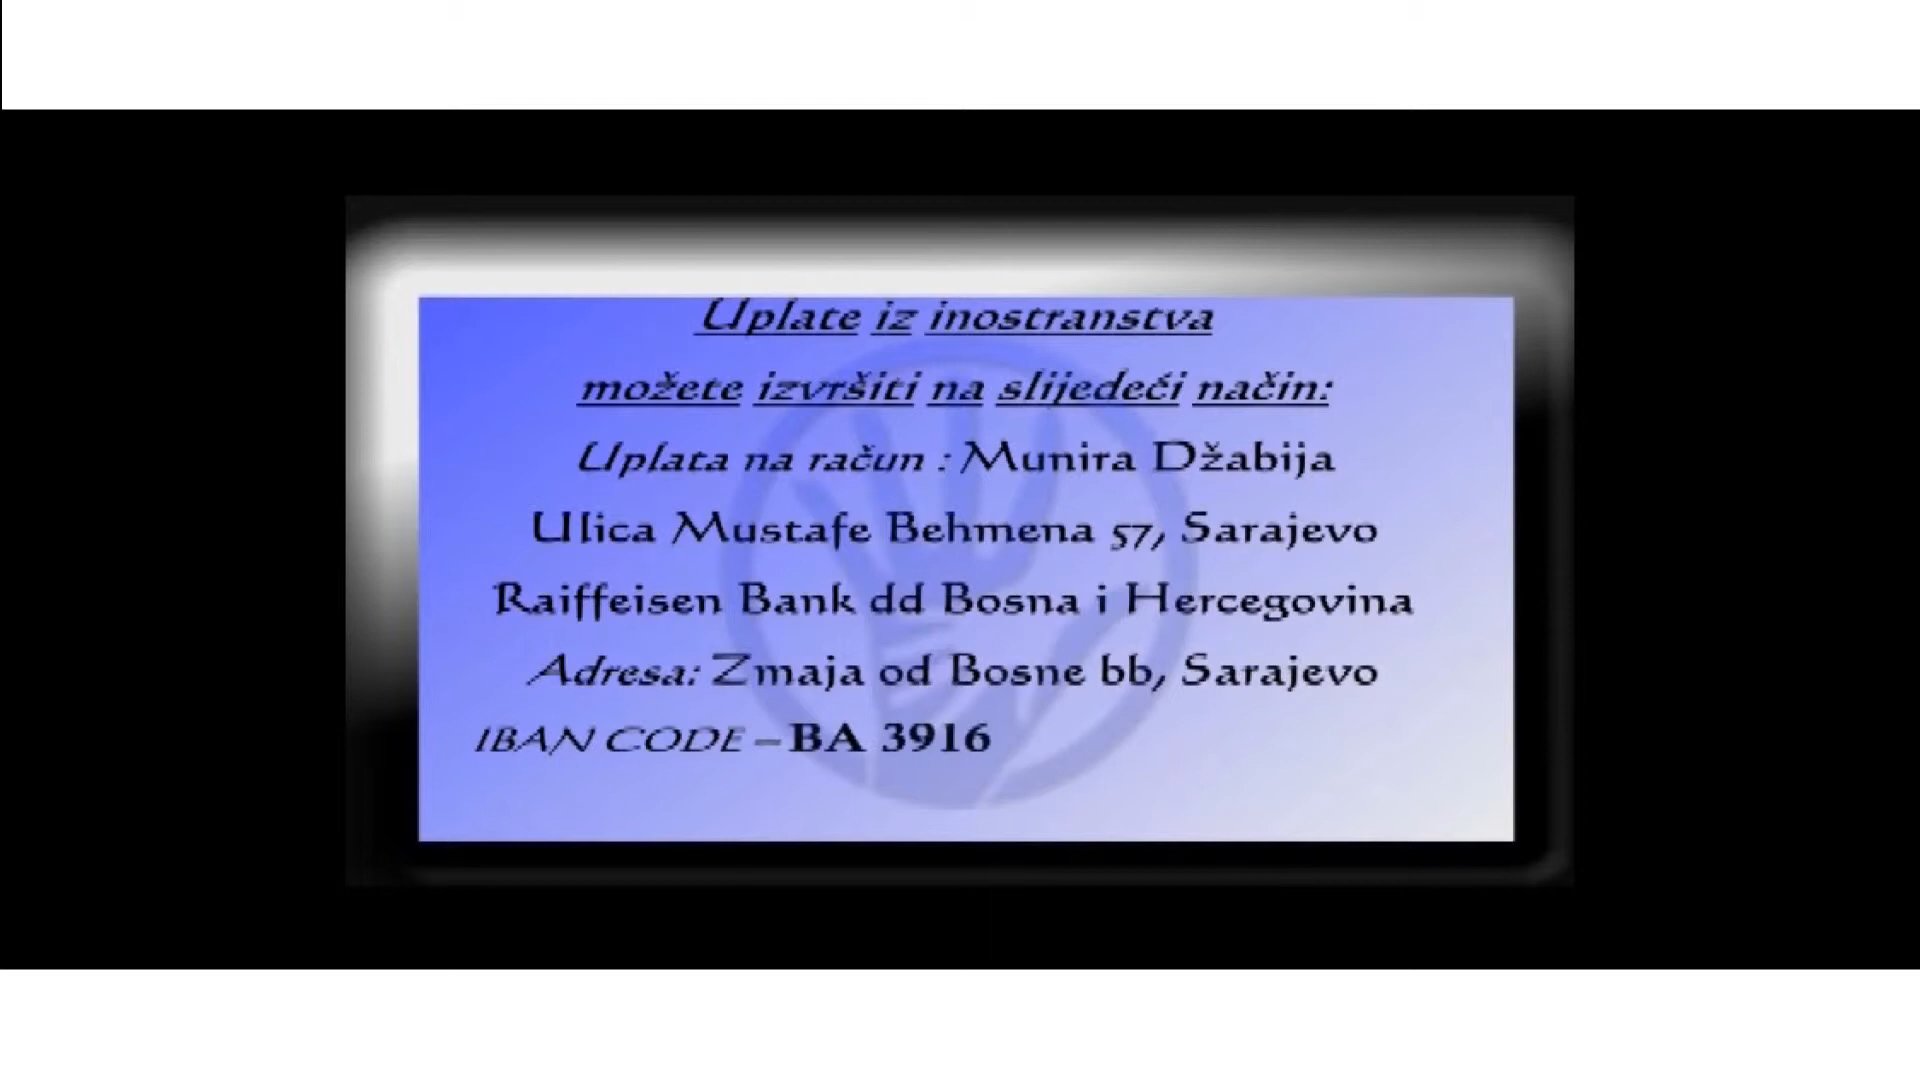 Uplate iz inostranstva
možete izvršiti na slijedeći način:
Uplata na račun : Munira Džabija
Ulica Mustafe Behmena 57, Sarajevo
Raiffeisen Bank dd Bosna i Hercegovina
Adresa: Zmaja od Bosne bb, Sarajevo
IBAN CODE – BA 3916